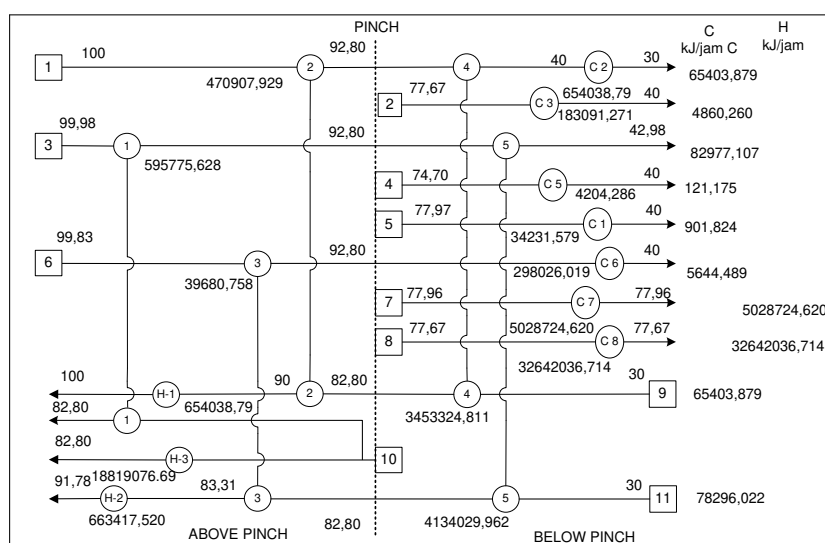 PINCH
C H
kJ/jam C kJ/jam
1 100 2 92,80 4 40 C 2 30
470907,929 654038,79 65403,879
2 77,67 C 3 40
183091,271 4860,260
3 99,98 1 92,80 5 42,98
595775,628 82977,107
4 74,70 C 5 40
4204,286 121,175
5 77,97 C 1 40
34231,579 901,824
6 99,83 3 92,80 C 6 40
39680,758 298026,019 5644,489
7 77,96 C 7 77,96
5028724,620 5028724,620
8 77,67 C 8 77,67
32642036,714 32642036,714
100 H-1 90 2 82,80 4 30 9
654038,79 3453324,811 65403,879
82,80 1
82,80 H-3 10
18819076.69
91,78 H-2 83,31 3 5 30 11
663417,520 82,80 4134029,962 78296,022
ABOVE PINCH BELOW PINCH